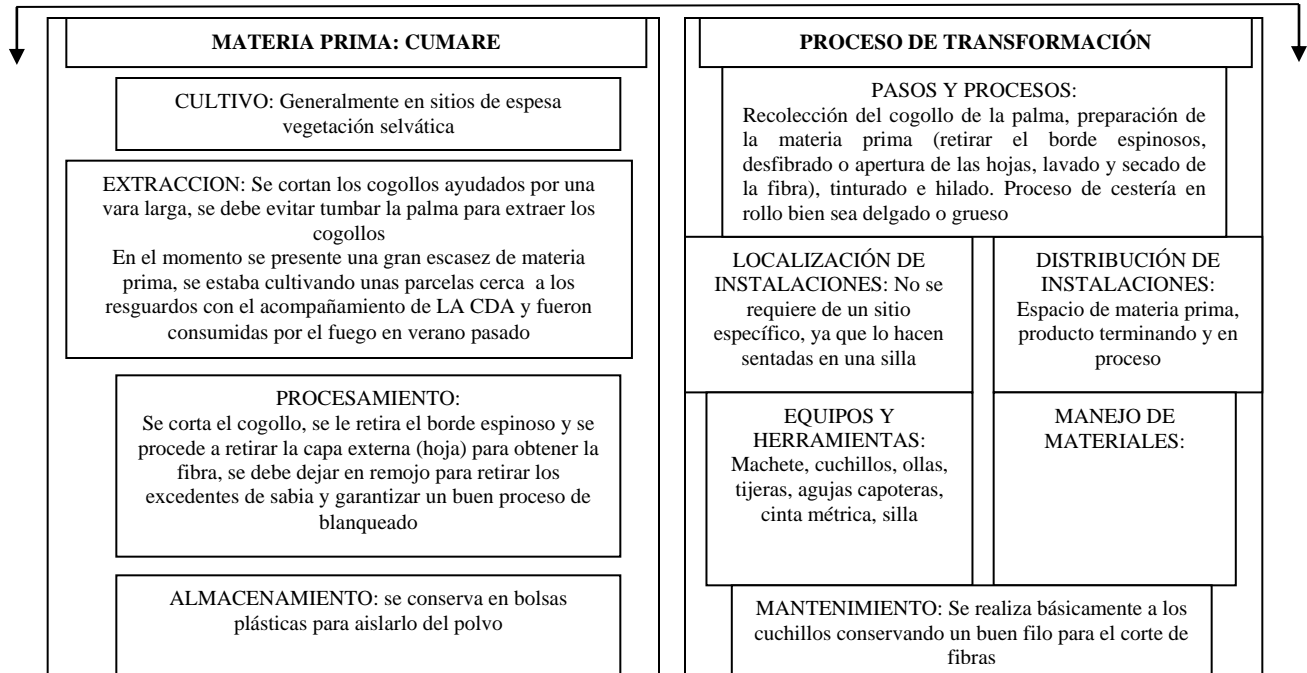 MATERIA PRIMA: CUMARE
CULTIVO: Generalmente en sitios de espesa
vegetación selvática
EXTRACCION: Se cortan los cogollos ayudados por una
vara larga, se debe evitar tumbar la palma para extraer los
cogollos
En el momento se presente una gran escasez de materia
prima, se estaba cultivando unas parcelas cerca a los
resguardos con el acompañamiento de LA CDA y fueron
consumidas por el fuego en verano pasado
PROCESAMIENTO:
Se corta el cogollo, se le retira el borde espinoso y se
procede a retirar la capa externa (hoja) para obtener la
fibra, se debe dejar en remojo para retirar los
excedentes de sabia y garantizar un buen proceso de
blanqueado
ALMACENAMIENTO: se conserva en bolsas
plásticas para aislarlo del polvo
PROCESO DE TRANSFORMACIÓN
PASOS Y PROCESOS:
Recolección del cogollo de la palma, preparación de
la materia prima (retirar el borde espinosos,
desfibrado o apertura de las hojas, lavado y secado de
la fibra), tinturado e hilado. Proceso de cestería en
rollo bien sea delgado o grueso
LOCALIZACIÓN DE
INSTALACIONES: No se
requiere de un sitio
específico, ya que lo hacen
sentadas en una silla
DISTRIBUCIÓN DE
INSTALACIONES:
Espacio de materia prima,
producto terminando y en
proceso
EQUIPOS Y
HERRAMIENTAS:
Machete, cuchillos, ollas,
tijeras, agujas capoteras,
cinta métrica, silla
MANEJO DE
MATERIALES:
MANTENIMIENTO: Se realiza básicamente a los
cuchillos conservando un buen filo para el corte de
fibras